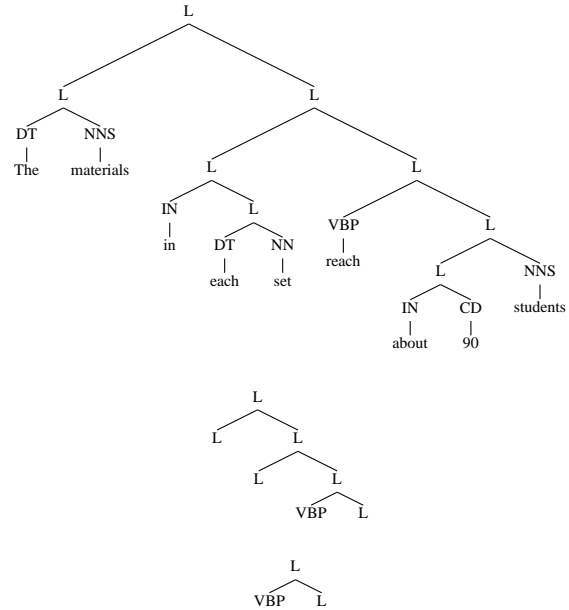 L
L L
DT NNS L L
The materials IN L VBP L
in DT NN reach L NNS
each set IN CD students
about 90
L
L L
L L
VBP L
L
VBP L